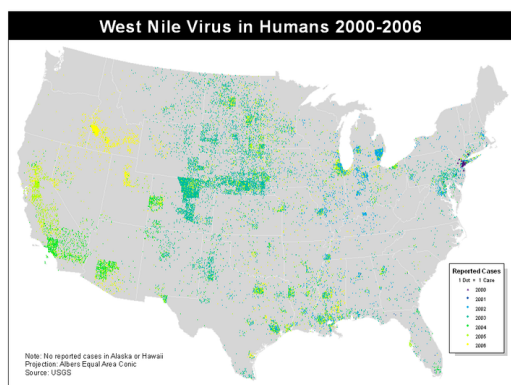 West Nile Virus in Humans 2000-2006
Reported Cases
1 Dot = 1 Case
2000
2001
2002
2003
2004
2005
2006
Note: No reported cases in Alaska or Hawaii
Projection: Albers Equal Area Conic
Source: USGS